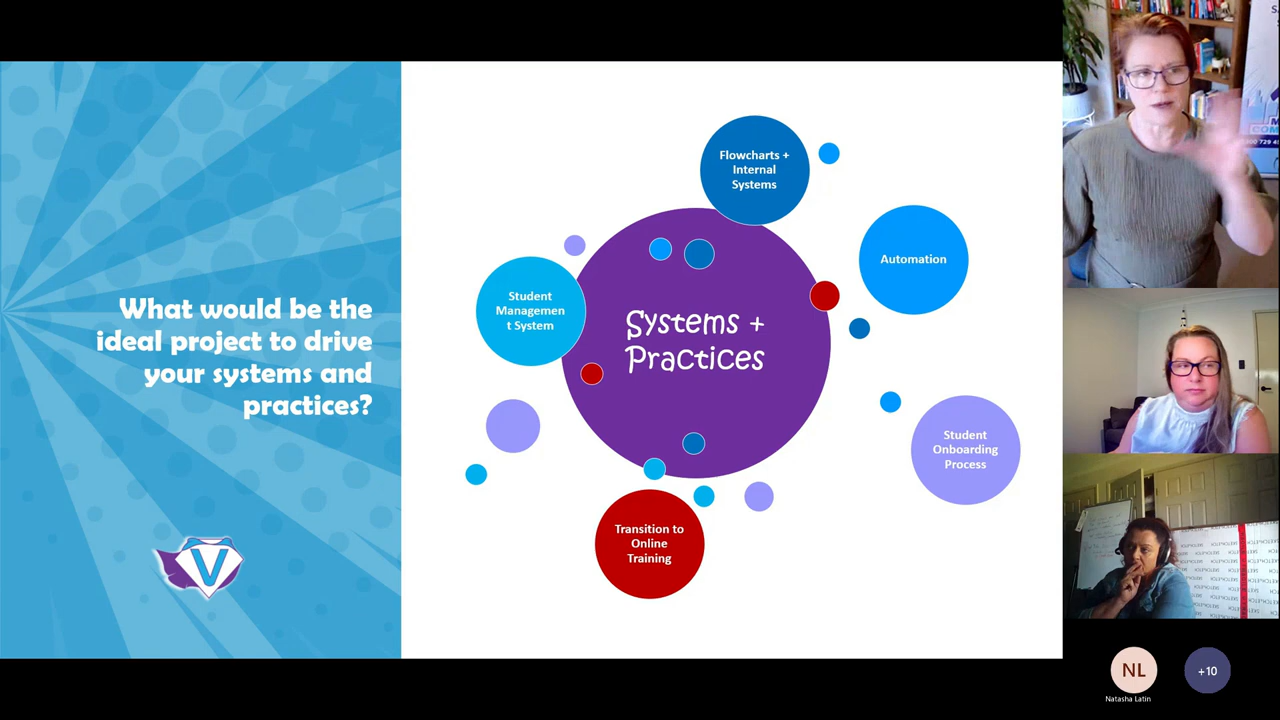 What would be the
ideal project to drive
your systems and
practices?
V
Flowcharts +
Internal
Systems
Automation
Student
Managemen
t System
Systems +
Practices
Student
Onboarding
Process
Transition to
Online
Training
NL
Natasha Latin
+10